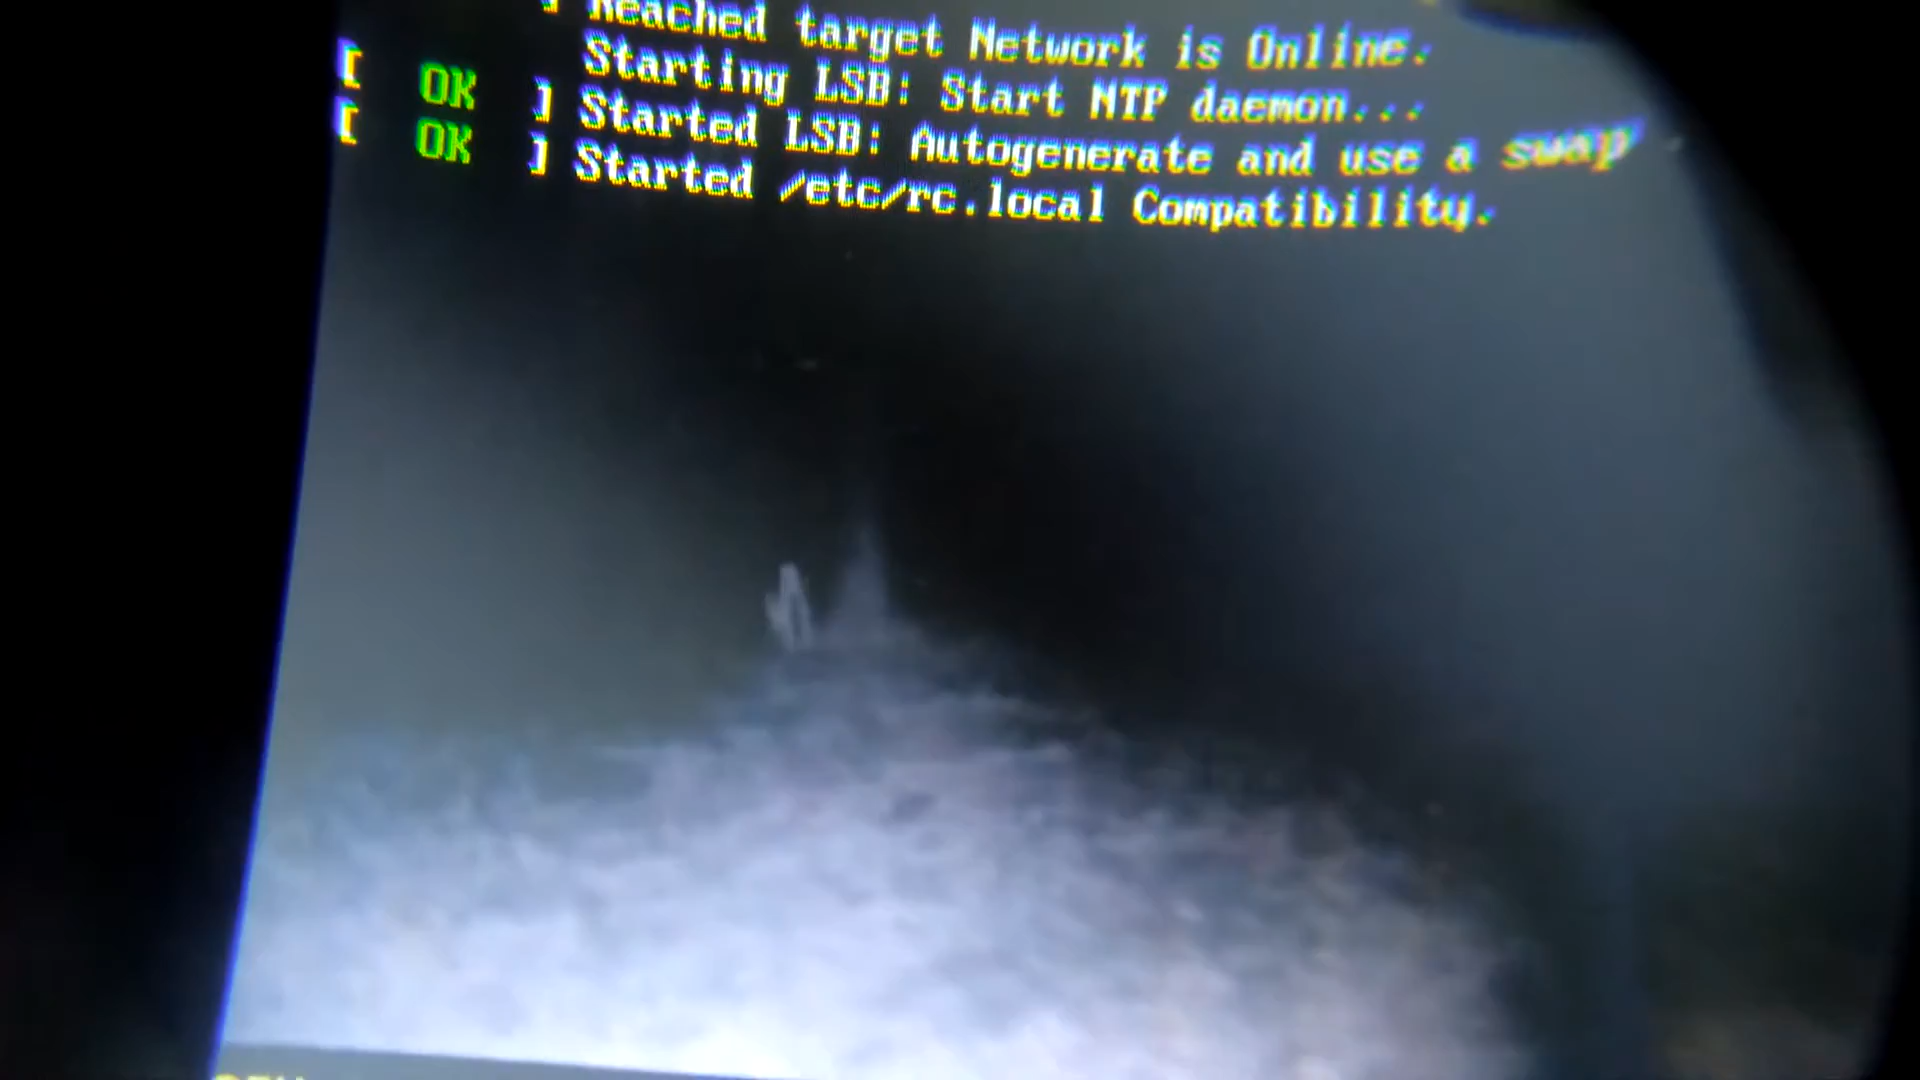 ] Reached target Network is Online.
Starting LSB: Start NTP daemon...
[ OK ] Started LSB: Autogenerate and use a swap
[ OK ] Started /etc/rc.local Compatibility.